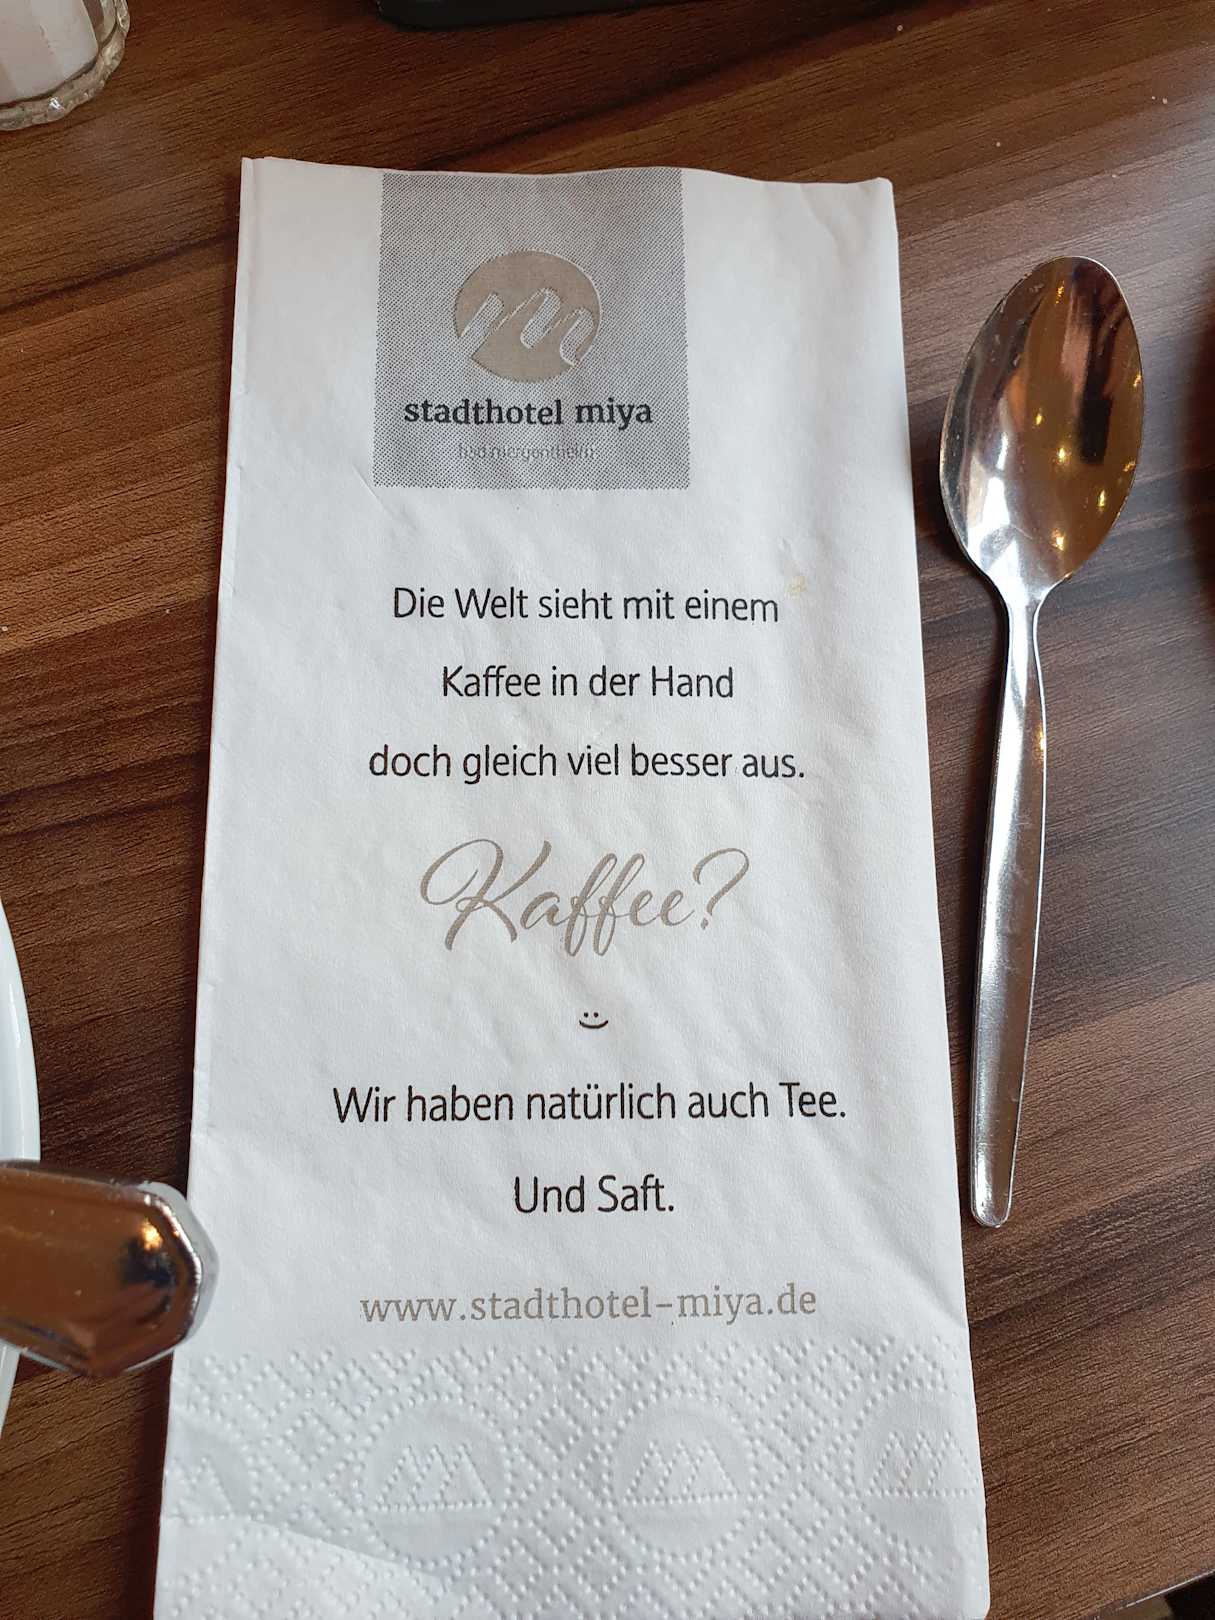 stadthotel miya
bad mergentheim
Die Welt sieht mit einem
Kaffee in der Hand
doch gleich viel besser aus.
Kaffee?
:)
Wir haben natürlich auch Tee.
Und Saft.
www.stadthotel-miya.de